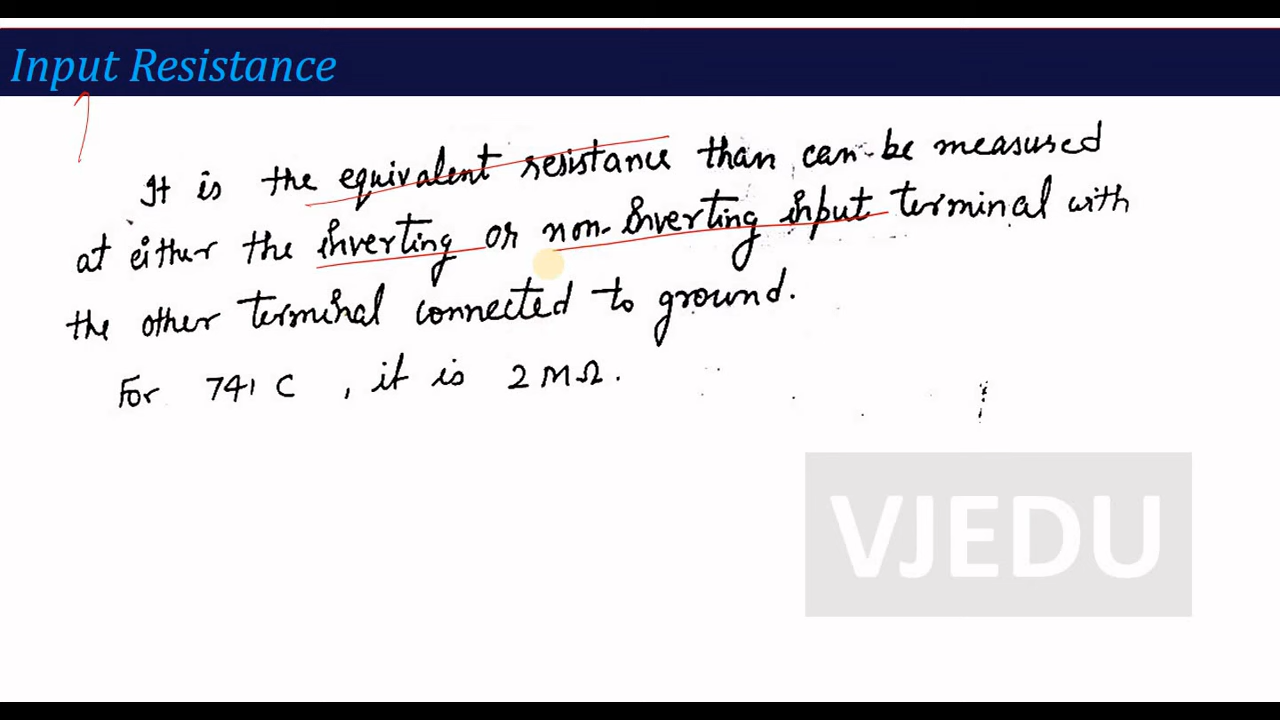 Input Resistance
It is the equivalent resistance than can be measured
at either the inverting or non-inverting input terminal with
the other terminal connected to ground.
For 741 C , it is 2 MΩ.
VJEDU